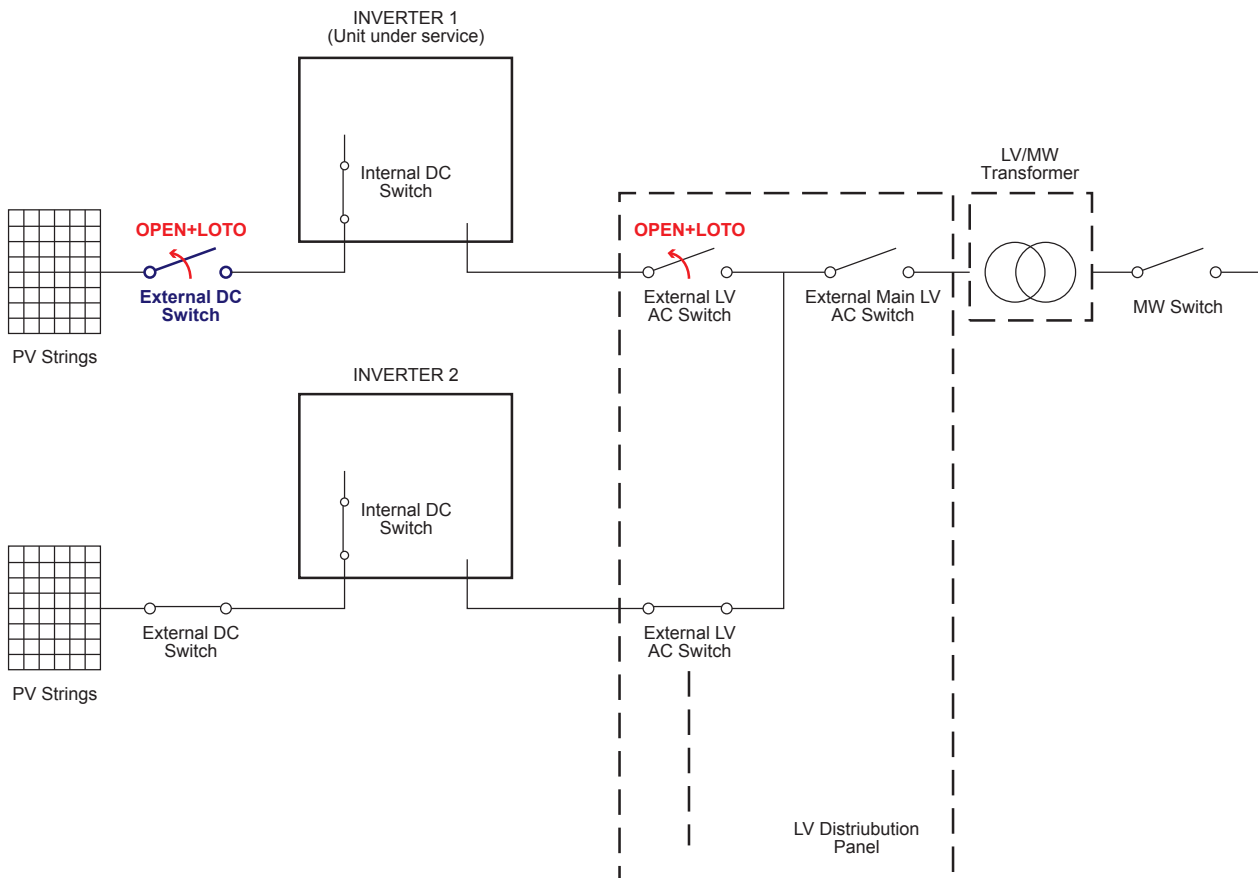 INVERTER 1
(Unit under service)
Internal DC
Switch
LV/MW
Transformer
OPEN+LOTO
OPEN+LOTO
External DC
Switch
External LV
AC Switch
External Main LV
AC Switch
MW Switch
PV Strings
INVERTER 2
Internal DC
Switch
External DC
Switch
External LV
AC Switch
PV Strings
LV Distriubution
Panel